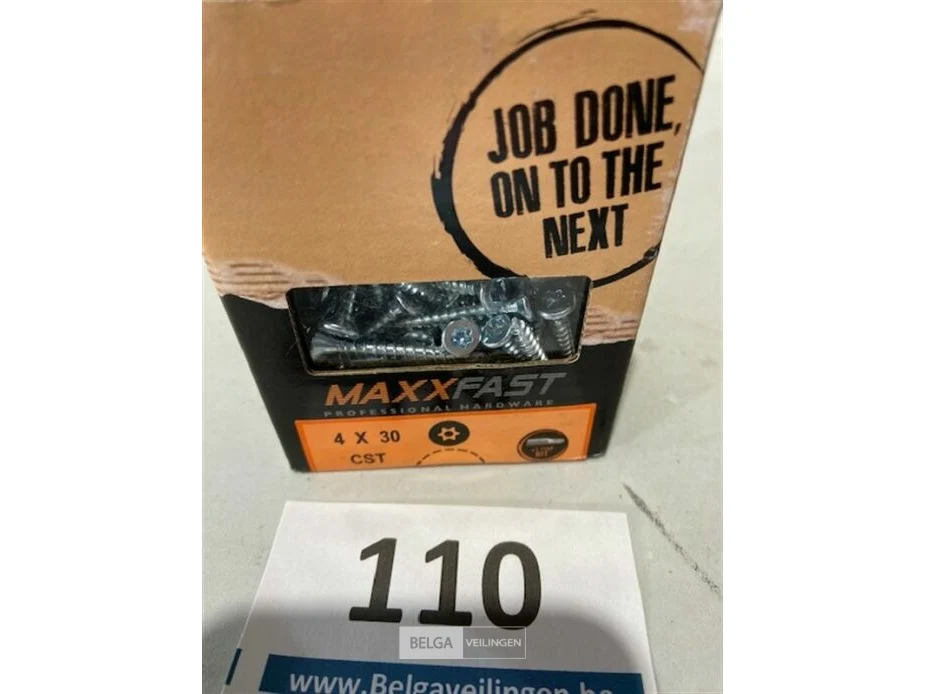 JOB DONE,
ON TO THE
NEXT
MAXXFAST
PROFESSIONAL HARDWARE
4 X 30
CST
110
BELGA VEILINGEN
www.Belgaveilingen.be